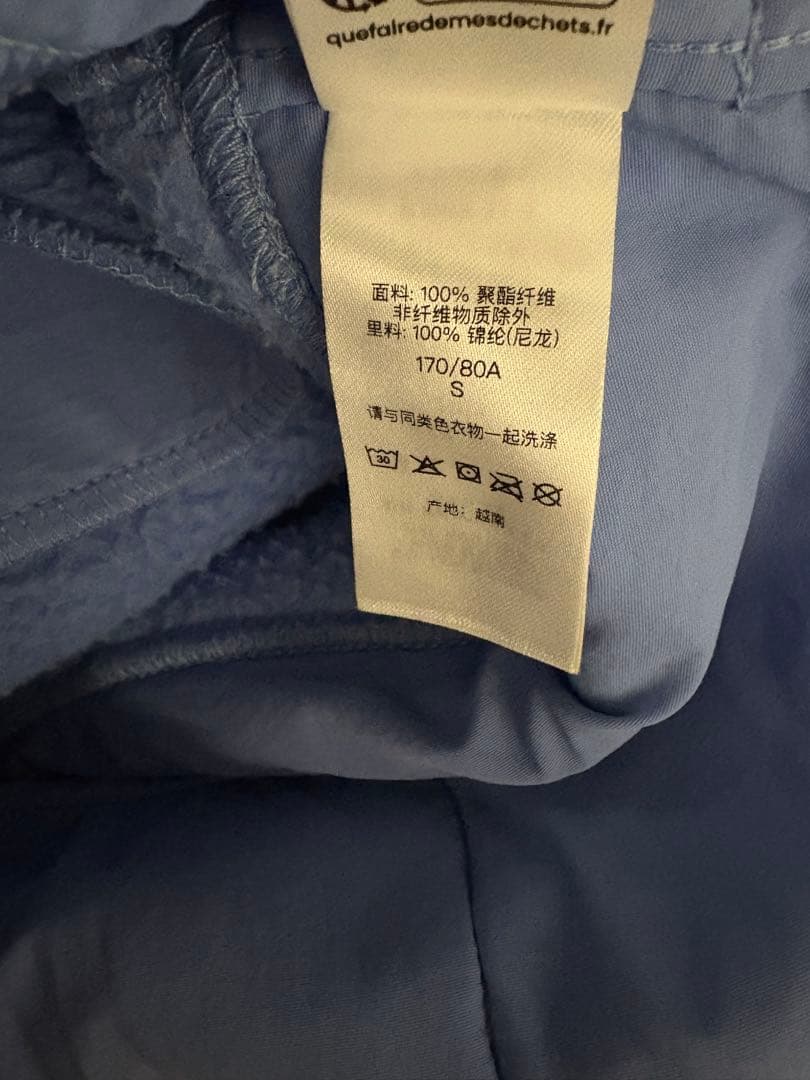 quefairedemesdechets.fr
面料: 100% 聚酯纤维
非纤维物质除外
里料: 100% 锦纶(尼龙)
170/80A
S
请与同类色衣物一起洗涤
30
产地: 越南